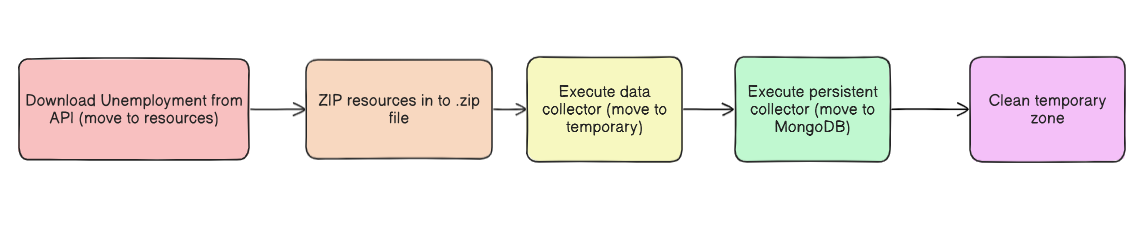 Download Unemployment from
API (move to resources)
ZIP resources in to .zip
file
Execute data
collector (move to
temporary)
Execute persistent
collector (move to
MongoDB)
Clean temporary
zone